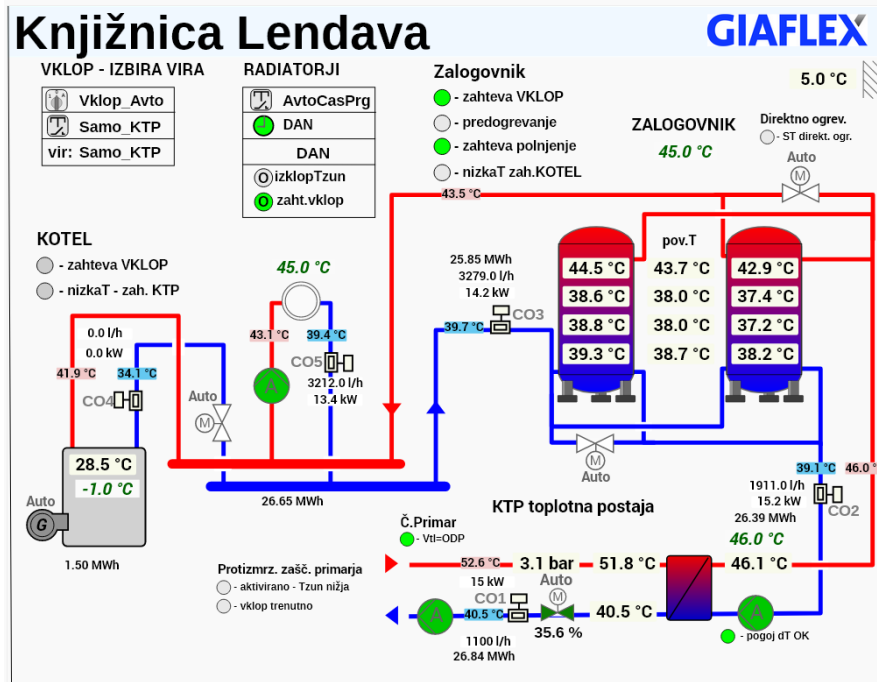 Knjižnica Lendava
GIAFLEX
VKLOP - IZBIRA VIRA
Vklop_Avto
Samo_KTP
vir: Samo_KTP
RADIATORJI
AvtoCasPrg
DAN
DAN
izklopTzun
zaht.vklop
Zalogovnik
- zahteva VKLOP
- predogrevanje
- zahteva polnjenje
- nizkaT zah.KOTEL
ZALOGOVNIK
45.0 °C
5.0 °C
Direktno ogrev.
- ST direkt. ogr.
Auto
M
43.5 °C
KOTEL
- zahteva VKLOP
- nizkaT - zah. KTP
0.0 l/h
0.0 kW
41.9 °C
34.1 °C
CO4
Auto
M
28.5 °C
-1.0 °C
Auto
G
1.50 MWh
45.0 °C
43.1 °C
39.4 °C
CO5
A
3212.0 l/h
13.4 kW
26.65 MWh
25.85 MWh
3279.0 l/h
14.2 kW
CO3
39.7 °C
pov.T
44.5 °C 43.7 °C 42.9 °C
38.6 °C 38.0 °C 37.4 °C
38.8 °C 38.0 °C 37.2 °C
39.3 °C 38.7 °C 38.2 °C
M
Auto
39.1 °C
46.0 °
1911.0 l/h
15.2 kW
26.39 MWh
CO2
KTP toplotna postaja
46.0 °C
Č.Primar
- Vtl=ODP
Protizmrz. zašč. primarja
- aktivirano - Tzun nižja
- vklop trenutno
52.6 °C 3.1 bar 51.8 °C 46.1 °C
15 kW
Auto
CO1
M
A
40.5 °C
40.5 °C
A
35.6 %
1100 l/h
26.84 MWh
- pogoj dT OK